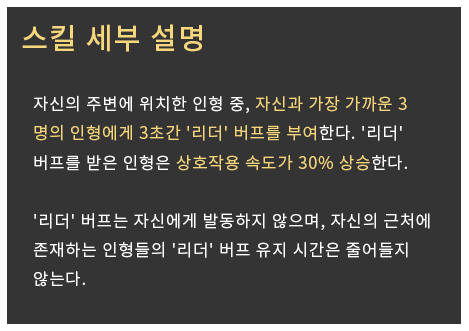 스킬 세부 설명
자신의 주변에 위치한 인형 중, 자신과 가장 가까운 3
명의 인형에게 3초간 '리더' 버프를 부여한다. '리더'
버프를 받은 인형은 상호작용 속도가 30% 상승한다.
'리더' 버프는 자신에게 발동하지 않으며, 자신의 근처에
존재하는 인형들의 '리더' 버프 유지 시간은 줄어들지
않는다.